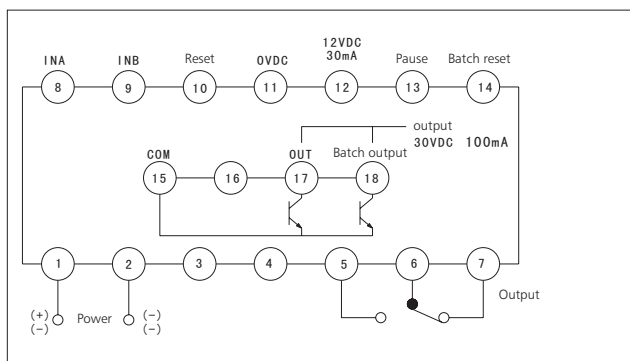 INA INB Reset 0VDC 12VDC 30mA Pause Batch reset
8 9 10 11 12 13 14
output
30VDC 100mA
COM OUT Batch output
15 16 17 18
1 2 3 4 5 6 7
Output
(+) Power (−)
(−) (−)